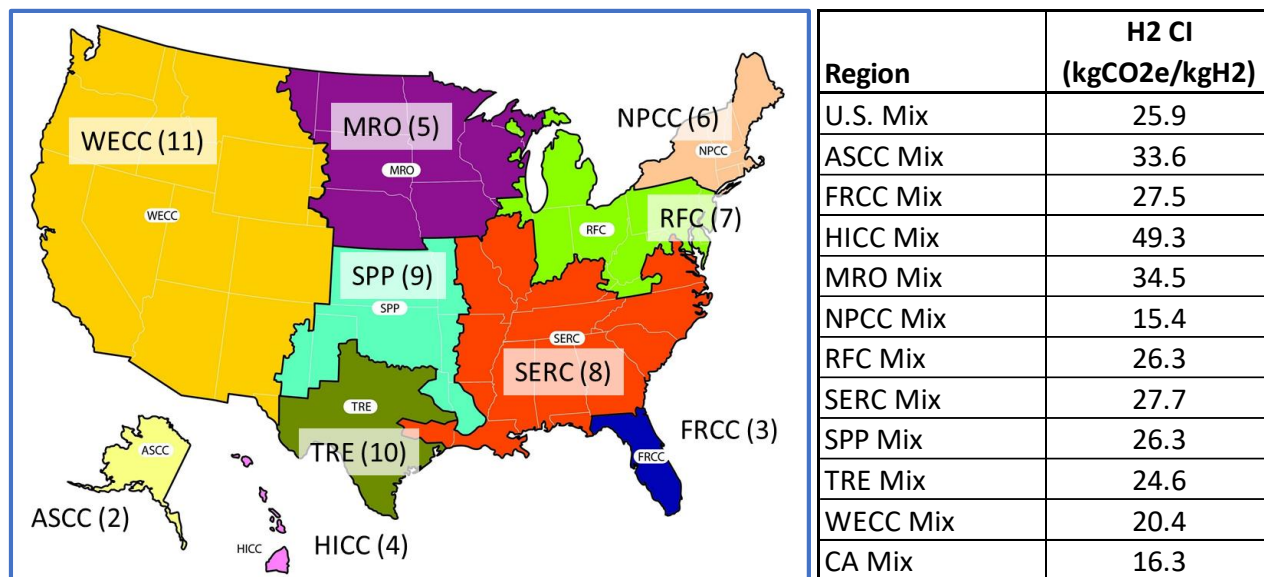 WECC (11)
WECC
MRO (5)
MRO
NPCC (6)
NPCC
RFC (7)
RFC
SPP (9)
SPP
SERC
SERC (8)
TRE
TRE (10)
FRCC (3)
FRCC
ASCC
ASCC (2)
HICC
HICC (4)
Region H2 CI
(kgCO2e/kgH2)
U.S. Mix 25.9
ASCC Mix 33.6
FRCC Mix 27.5
HICC Mix 49.3
MRO Mix 34.5
NPCC Mix 15.4
RFC Mix 26.3
SERC Mix 27.7
SPP Mix 26.3
TRE Mix 24.6
WECC Mix 20.4
CA Mix 16.3